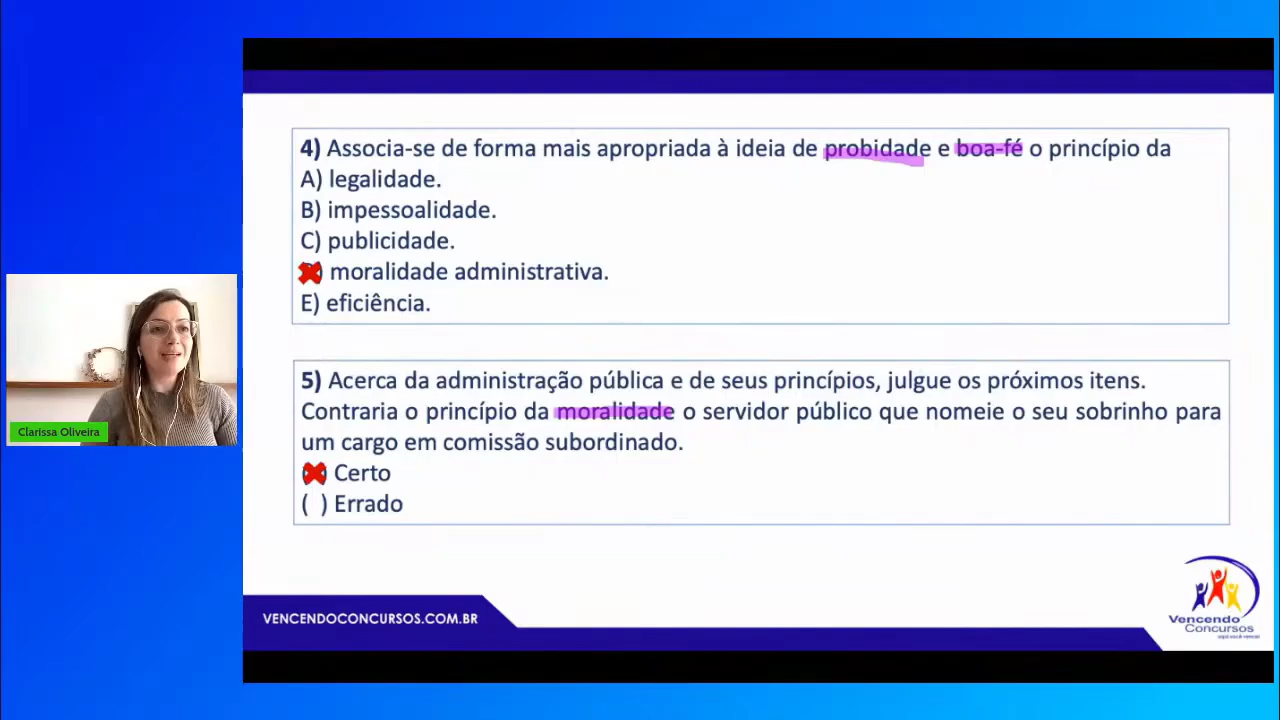 4) Associa-se de forma mais apropriada à ideia de probidade e boa-fé o princípio da
A) legalidade.
B) impessoalidade.
C) publicidade.
moralidade administrativa.
E) eficiência.
5) Acerca da administração pública e de seus princípios, julgue os próximos itens.
Contraria o princípio da moralidade o servidor público que nomeie o seu sobrinho para
um cargo em comissão subordinado.
Certo
( ) Errado
Clarissa Oliveira
VENCENDOCONCURSOS.COM.BR
Vencendo
Concursos
aqui você vence!